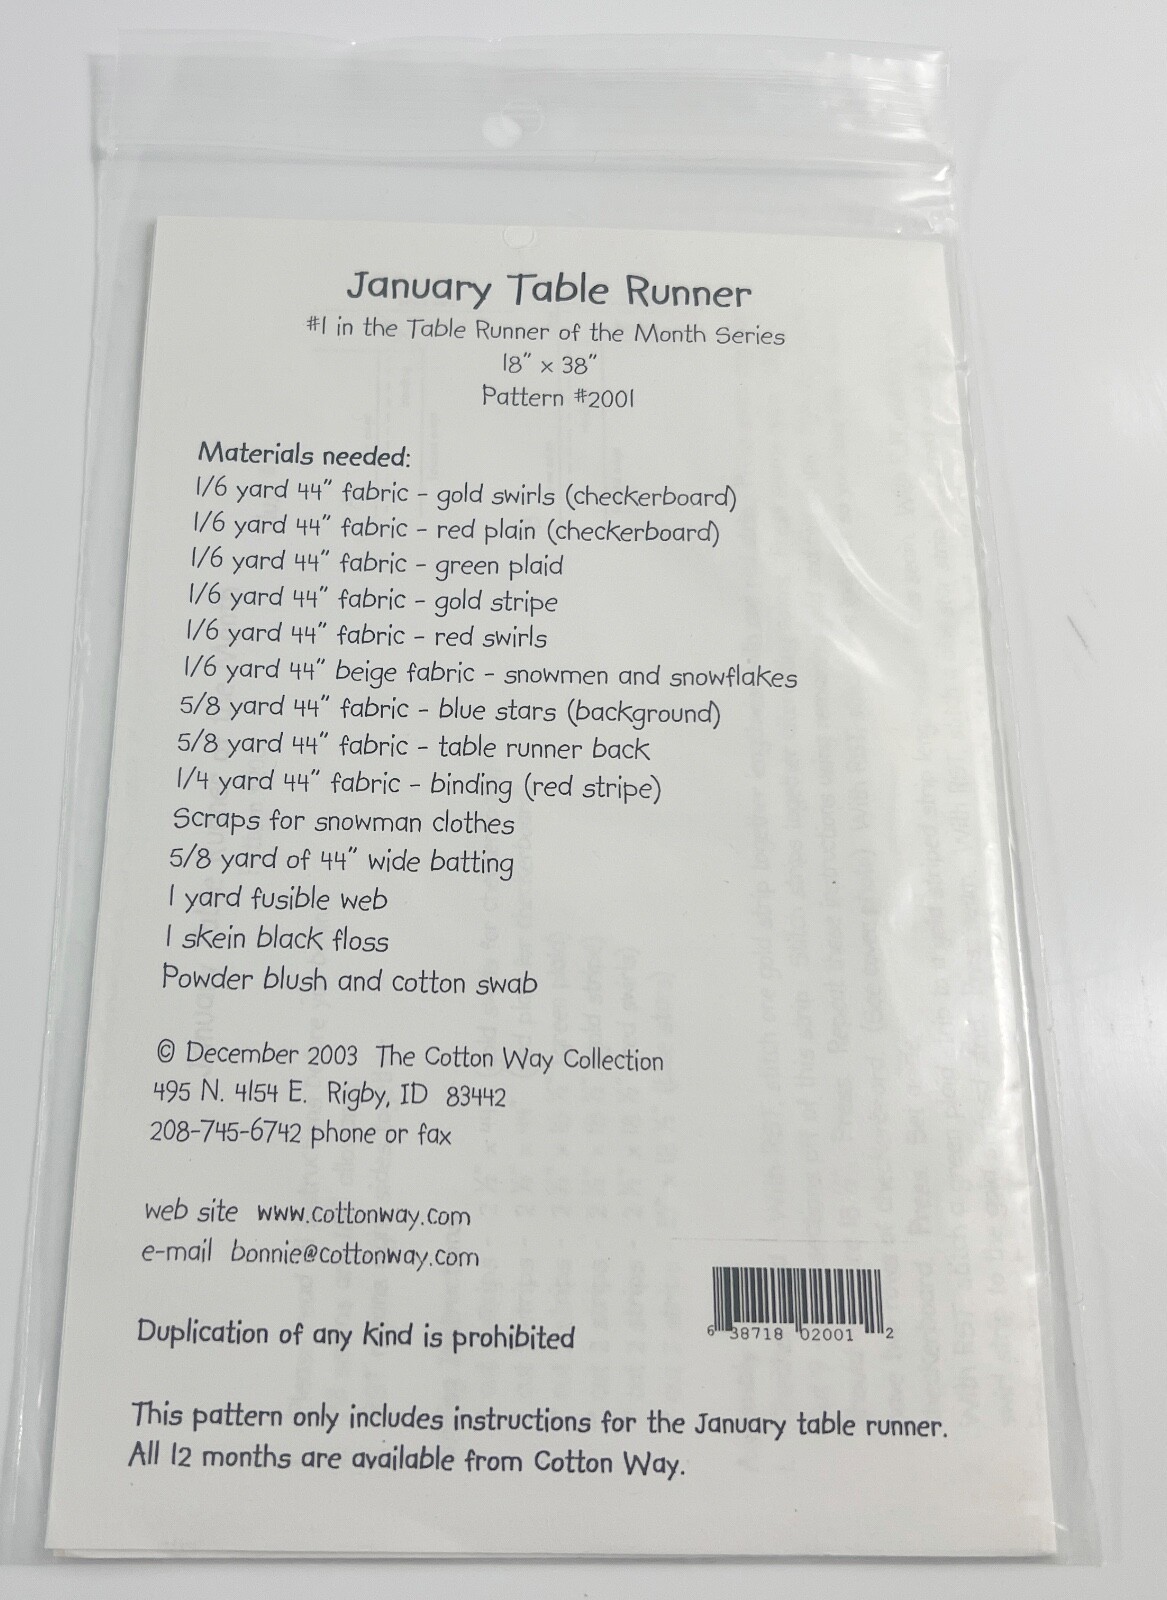 January Table Runner
#1 in the Table Runner of the Month Series
18" x 38"
Pattern #2001
Materials needed:
1/6 yard 44" fabric - gold swirls (checkerboard)
1/6 yard 44" fabric - red plain (checkerboard)
1/6 yard 44" fabric - green plaid
1/6 yard 44" fabric - gold stripe
1/6 yard 44" fabric - red swirls
1/6 yard 44" beige fabric - snowmen and snowflakes
5/8 yard 44" fabric - blue stars (background)
5/8 yard 44" fabric - table runner back
1/4 yard 44" fabric - binding (red stripe)
Scraps for snowman clothes
5/8 yard of 44" wide batting
1 yard fusible web
1 skein black floss
Powder blush and cotton swab
© December 2003 The Cotton Way Collection
495 N. 4154 E. Rigby, ID 83442
208-745-6742 phone or fax
web site www.cottonway.com
e-mail bonnie@cottonway.com
Duplication of any kind is prohibited
6 38718 02001 2
This pattern only includes instructions for the January table runner.
All 12 months are available from Cotton Way.